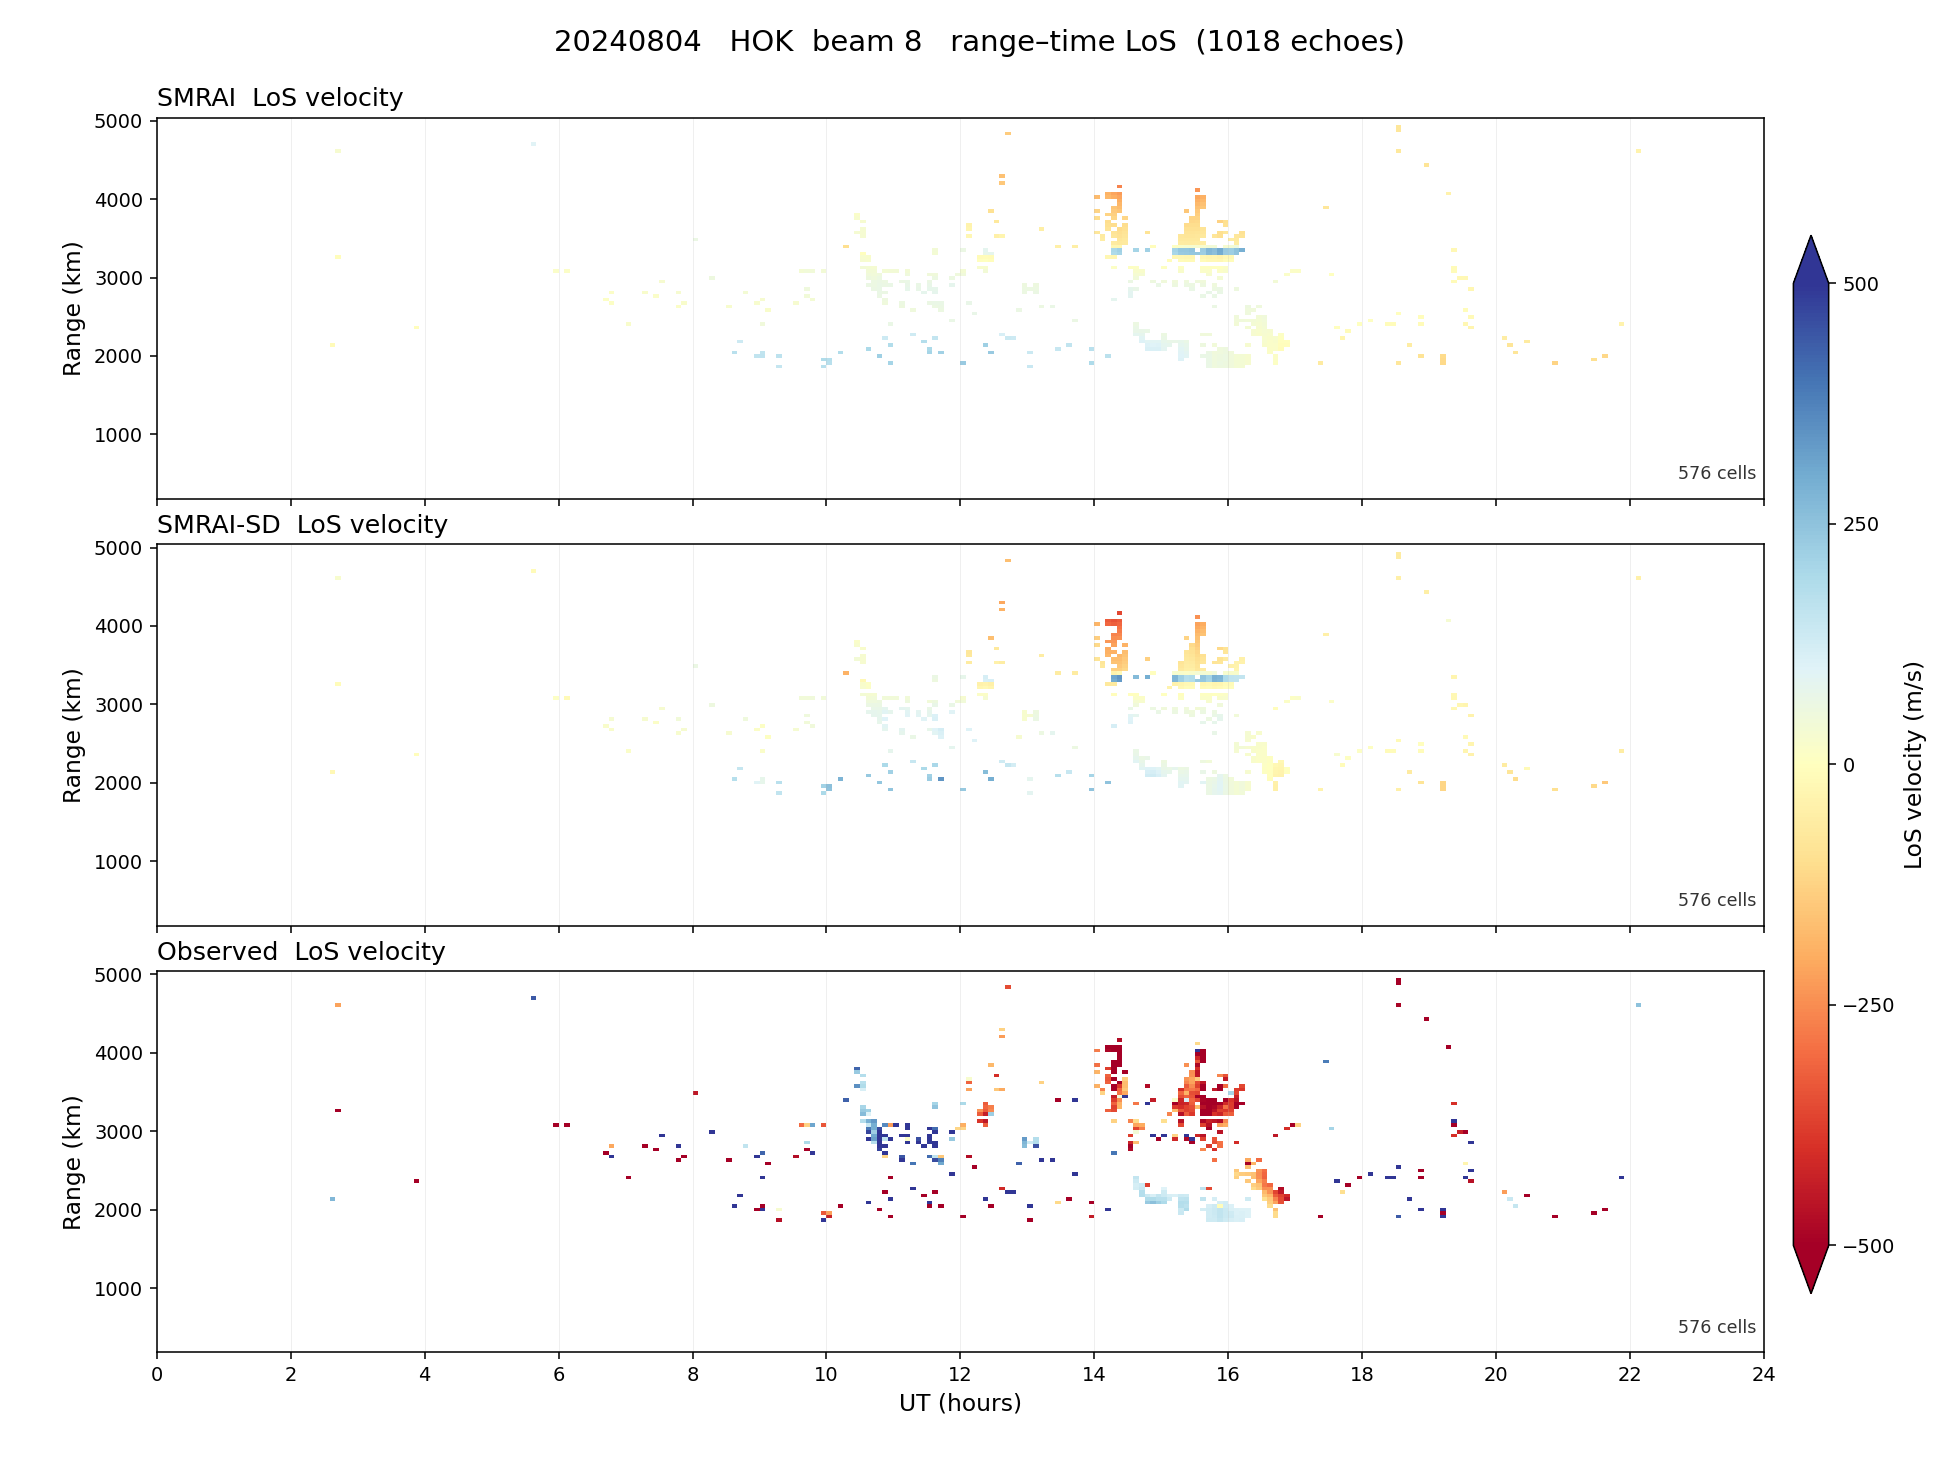 20240804   HOK  beam 8   range–time LoS  (1018 echoes)
SMRAI  LoS velocity
5000
4000
3000
2000
1000
Range (km)
576 cells
SMRAI-SD  LoS velocity
5000
4000
3000
2000
1000
Range (km)
576 cells
Observed  LoS velocity
5000
4000
3000
2000
1000
Range (km)
576 cells
0 2 4 6 8 10 12 14 16 18 20 22 24
UT (hours)
500
250
0
−250
−500
LoS velocity (m/s)